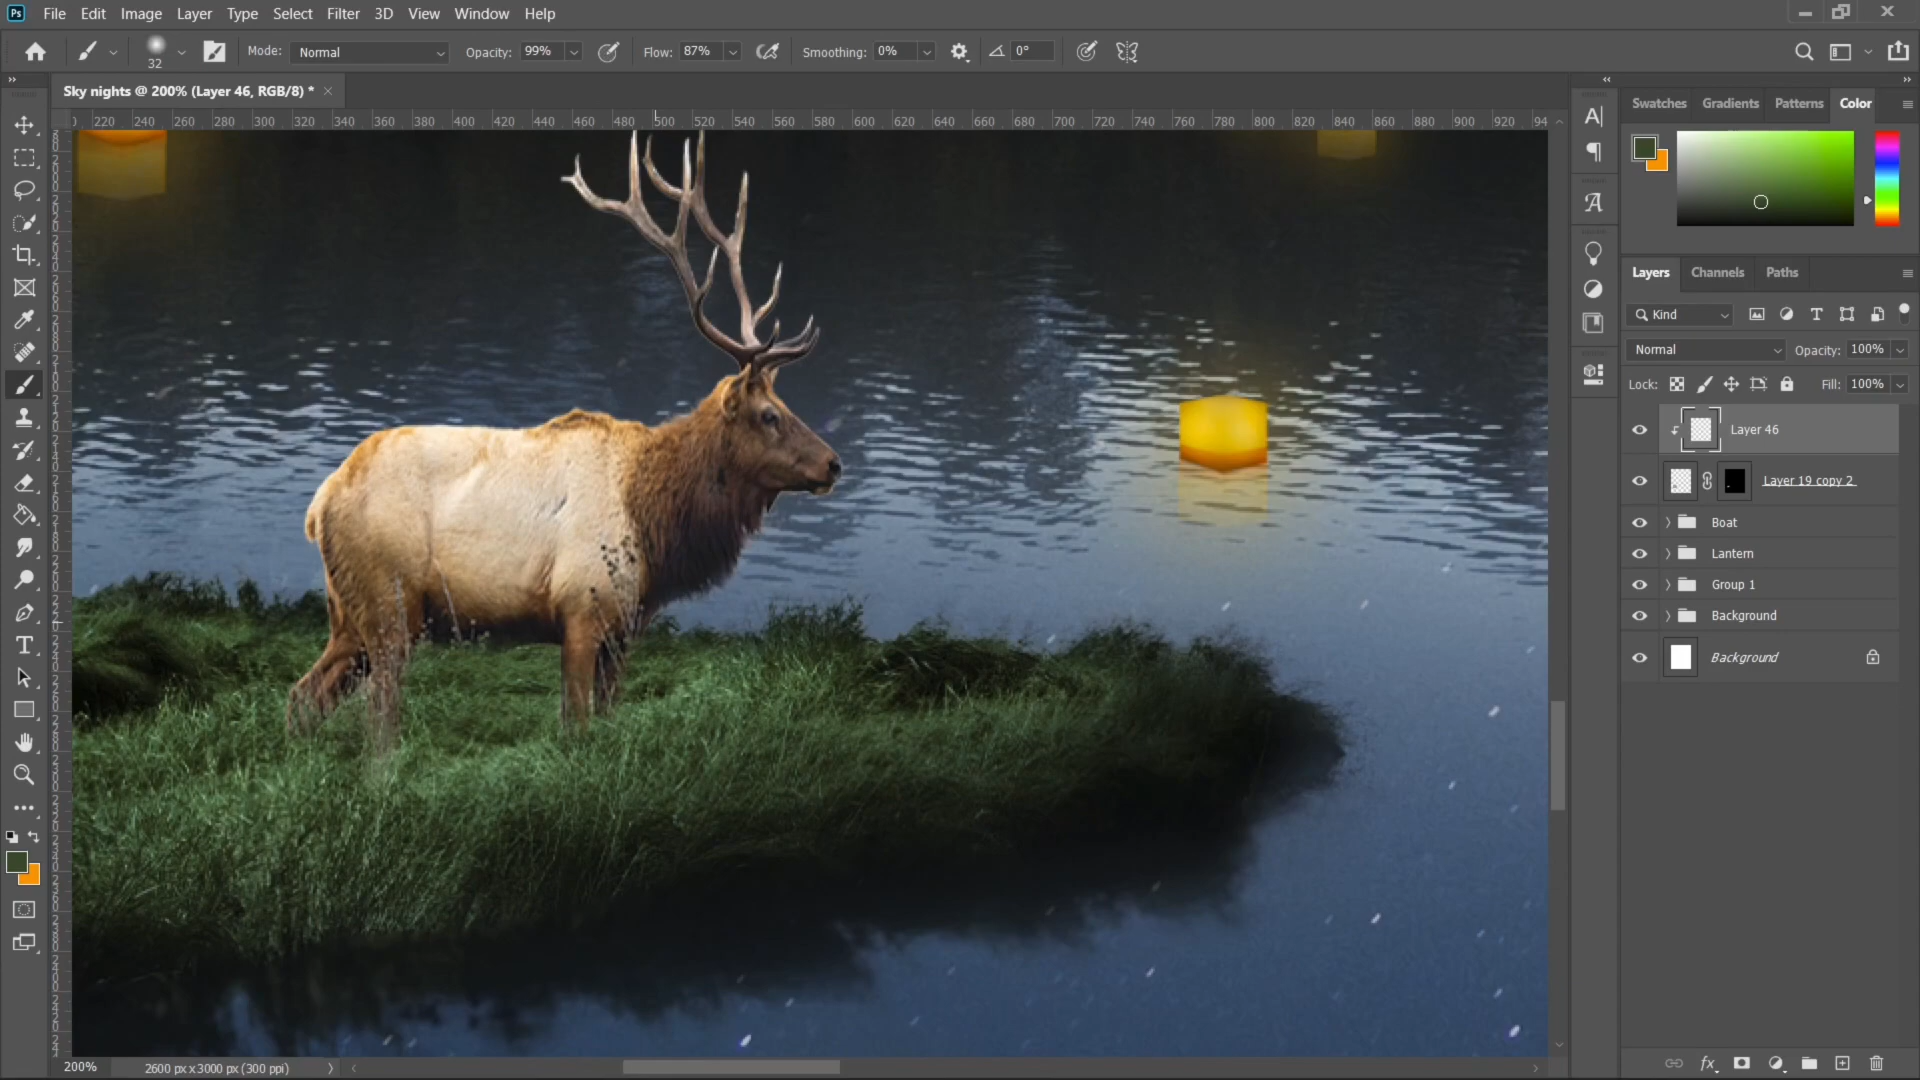 Ps File Edit Image Layer Type Select Filter 3D View Window Help
32 Mode: Normal Opacity: 99% Flow: 87% Smoothing: 0% 0°
Sky nights @ 200% (Layer 46, RGB/8) * ×
220 240 260 280 300 320 340 360 380 400 420 440 460 480 500 520 540 560 580 600 620 640 660 680 700 720 740 760 780 800 820 840 860 880 900 920 94
Swatches Gradients Patterns Color
Layers Channels Paths
Kind
Normal Opacity: 100%
Lock: Fill: 100%
Layer 46
Layer 19 copy 2
Boat
Lantern
Group 1
Background
Background
200% 2600 px x 3000 px (300 ppi)
fx